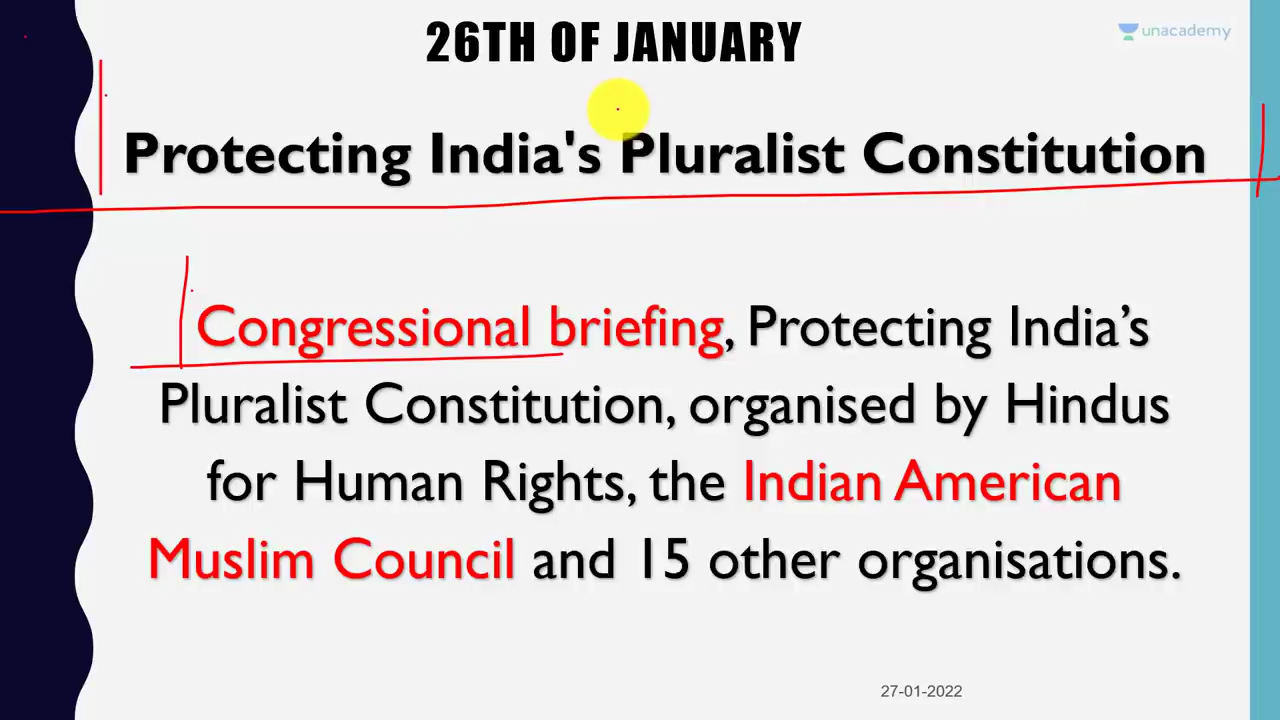 26TH OF JANUARY
unacademy
Protecting India's Pluralist Constitution
Congressional briefing, Protecting India’s
Pluralist Constitution, organised by Hindus
for Human Rights, the Indian American
Muslim Council and 15 other organisations.
27-01-2022